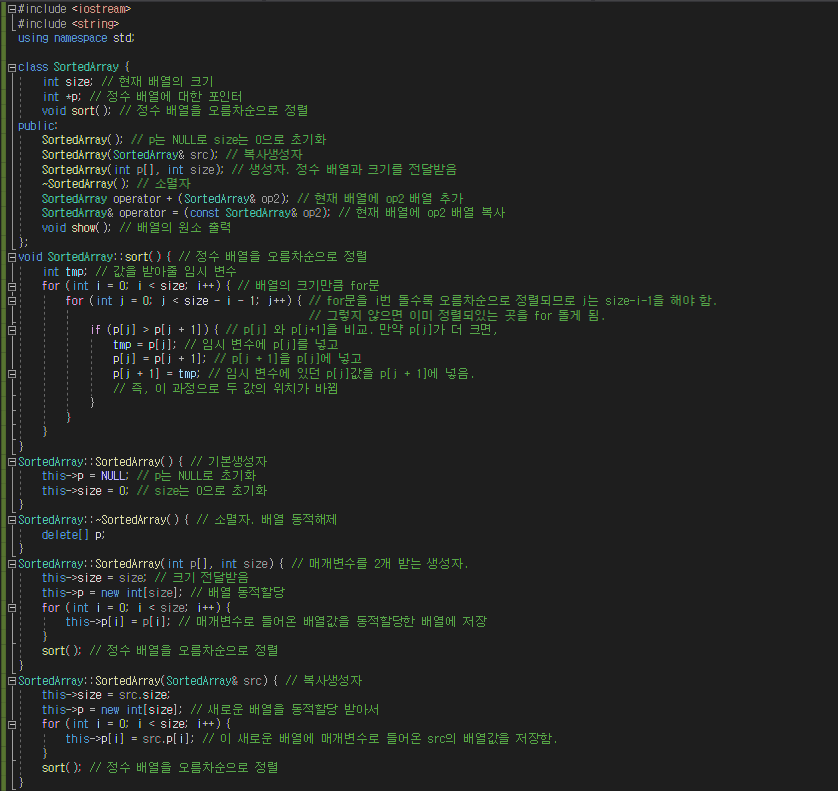 #include <iostream>
#include <string>
using namespace std;
class SortedArray {
int size; // 현재 배열의 크기
int *p; // 정수 배열에 대한 포인터
void sort(); // 정수 배열을 오름차순으로 정렬
public:
SortedArray(); // p는 NULL로 size는 0으로 초기화
SortedArray(SortedArray& src); // 복사생성자
SortedArray(int p[], int size); // 생성자. 정수 배열과 크기를 전달받음
~SortedArray(); // 소멸자
SortedArray operator + (SortedArray& op2); // 현재 배열에 op2 배열 추가
SortedArray& operator = (const SortedArray& op2); // 현재 배열에 op2 배열 복사
void show(); // 배열의 원소 출력
};
void SortedArray::sort() { // 정수 배열을 오름차순으로 정렬
int tmp; // 값을 받아줄 임시 변수
for (int i = 0; i < size; i++) { // 배열의 크기만큼 for문
for (int j = 0; j < size - i - 1; j++) { // for문을 i번 돌수록 오름차순으로 정렬되므로 j는 size-i-1을 해야 함.
// 그렇지 않으면 이미 정렬되있는 곳을 for 돌게 됨.
if (p[j] > p[j + 1]) { // p[j] 와 p[j+1]을 비교. 만약 p[j]가 더 크면,
tmp = p[j]; // 임시 변수에 p[j]를 넣고
p[j] = p[j + 1]; // p[j + 1]을 p[j]에 넣고
p[j + 1] = tmp; // 임시 변수에 있던 p[j]값을 p[j + 1]에 넣음.
// 즉, 이 과정으로 두 값의 위치가 바뀜
}
}
}
}
SortedArray::SortedArray() { // 기본생성자
this->p = NULL; // p는 NULL로 초기화
this->size = 0; // size는 0으로 초기화
}
SortedArray::~SortedArray() { // 소멸자. 배열 동적해제
delete[] p;
}
SortedArray::SortedArray(int p[], int size) { // 매개변수를 2개 받는 생성자.
this->size = size; // 크기 전달받음
this->p = new int[size]; // 배열 동적할당
for (int i = 0; i < size; i++) {
this->p[i] = p[i]; // 매개변수로 들어온 배열값을 동적할당한 배열에 저장
}
sort(); // 정수 배열을 오름차순으로 정렬
}
SortedArray::SortedArray(SortedArray& src) { // 복사생성자
this->size = src.size;
this->p = new int[size]; // 새로운 배열을 동적할당 받아서
for (int i = 0; i < size; i++) {
this->p[i] = src.p[i]; // 이 새로운 배열에 매개변수로 들어온 src의 배열값을 저장함.
}
sort(); // 정수 배열을 오름차순으로 정렬
}